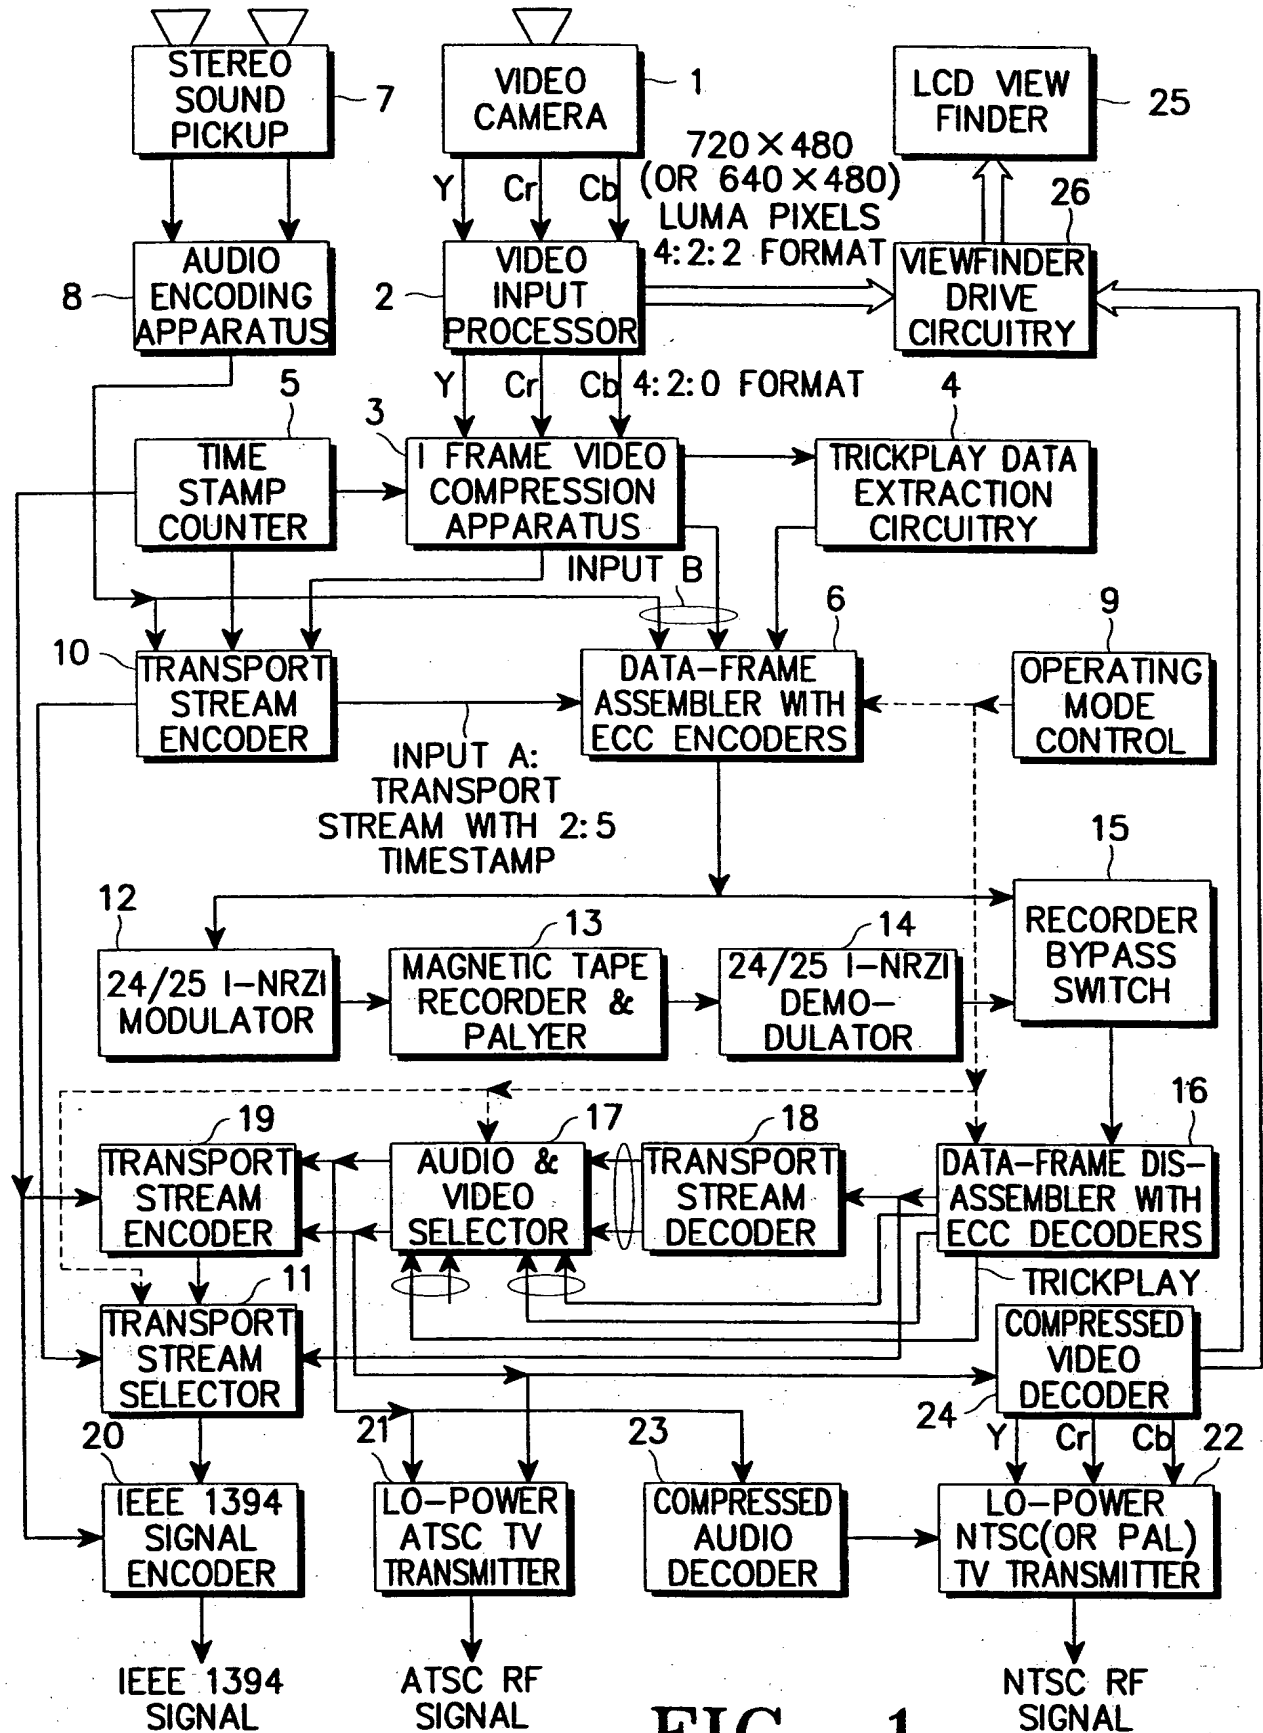 STEREO
SOUND
PICKUP
7
VIDEO
CAMERA
1
LCD VIEW
FINDER
25
Y
Cr
Cb
720×480
(OR 640×480)
LUMA PIXELS
4:2:2 FORMAT
26
8
AUDIO
ENCODING
APPARATUS
2
VIDEO
INPUT
PROCESSOR
VIEWFINDER
DRIVE
CIRCUITRY
Y
Cr
Cb
4:2:0 FORMAT
5
3
4
TIME
STAMP
COUNTER
I FRAME VIDEO
COMPRESSION
APPARATUS
TRICKPLAY DATA
EXTRACTION
CIRCUITRY
INPUT B
6
9
10
TRANSPORT
STREAM
ENCODER
DATA-FRAME
ASSEMBLER WITH
ECC ENCODERS
OPERATING
MODE
CONTROL
INPUT A:
TRANSPORT
STREAM WITH 2:5
TIMESTAMP
15
12
13
14
24/25 I-NRZI
MODULATOR
MAGNETIC TAPE
RECORDER &
PALYER
24/25 I-NRZI
DEMO-
DULATOR
RECORDER
BYPASS
SWITCH
19
17
18
16
TRANSPORT
STREAM
ENCODER
AUDIO &
VIDEO
SELECTOR
TRANSPORT
STREAM
DECODER
DATA-FRAME DIS-
ASSEMBLER WITH
ECC DECODERS
11
TRICKPLAY
TRANSPORT
STREAM
SELECTOR
COMPRESSED
VIDEO
DECODER
24
20
21
23
Y
Cr
Cb
22
IEEE 1394
SIGNAL
ENCODER
LO-POWER
ATSC TV
TRANSMITTER
COMPRESSED
AUDIO
DECODER
LO-POWER
NTSC(OR PAL)
TV TRANSMITTER
IEEE 1394
SIGNAL
ATSC RF
SIGNAL
NTSC RF
SIGNAL
FIG. 1